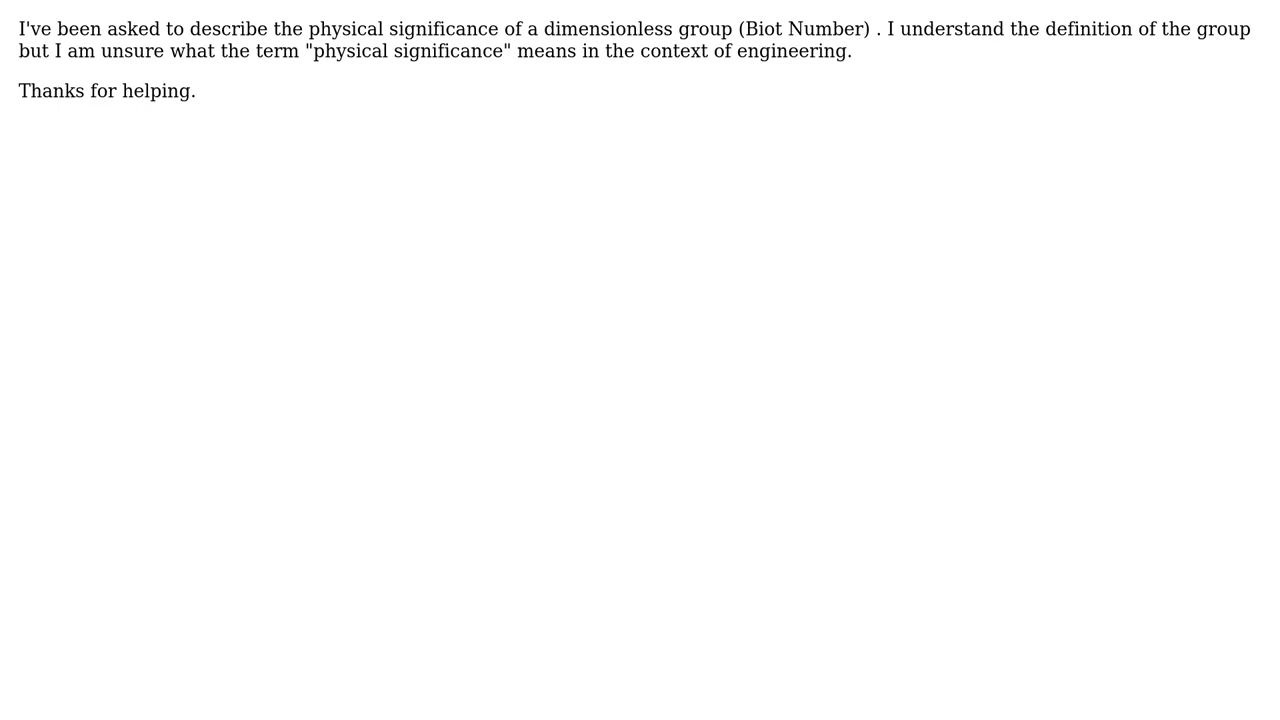 I've been asked to describe the physical significance of a dimensionless group (Biot Number) . I understand the definition of the group
but I am unsure what the term "physical significance" means in the context of engineering.
Thanks for helping.